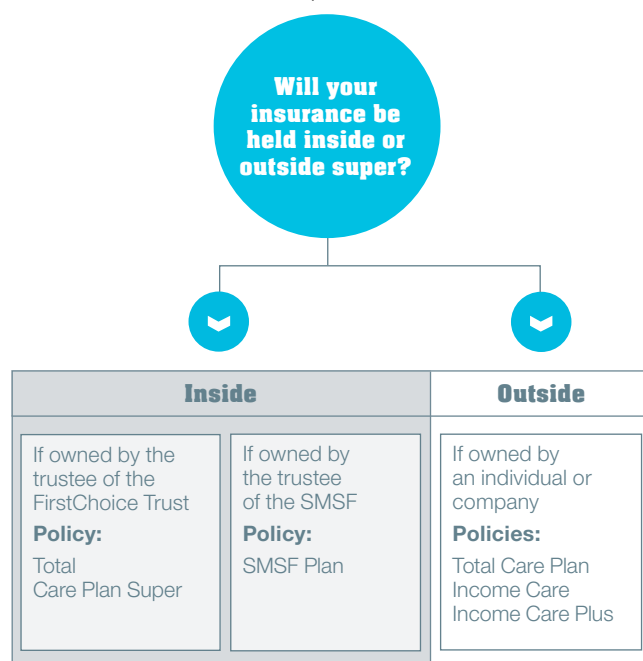 Will your
insurance be
held inside or
outside super?
Inside
Outside
If owned by the
trustee of the
FirstChoice Trust
Policy:
Total
Care Plan Super
If owned by
the trustee
of the SMSF
Policy:
SMSF Plan
If owned by
an individual or
company
Policies:
Total Care Plan
Income Care
Income Care Plus